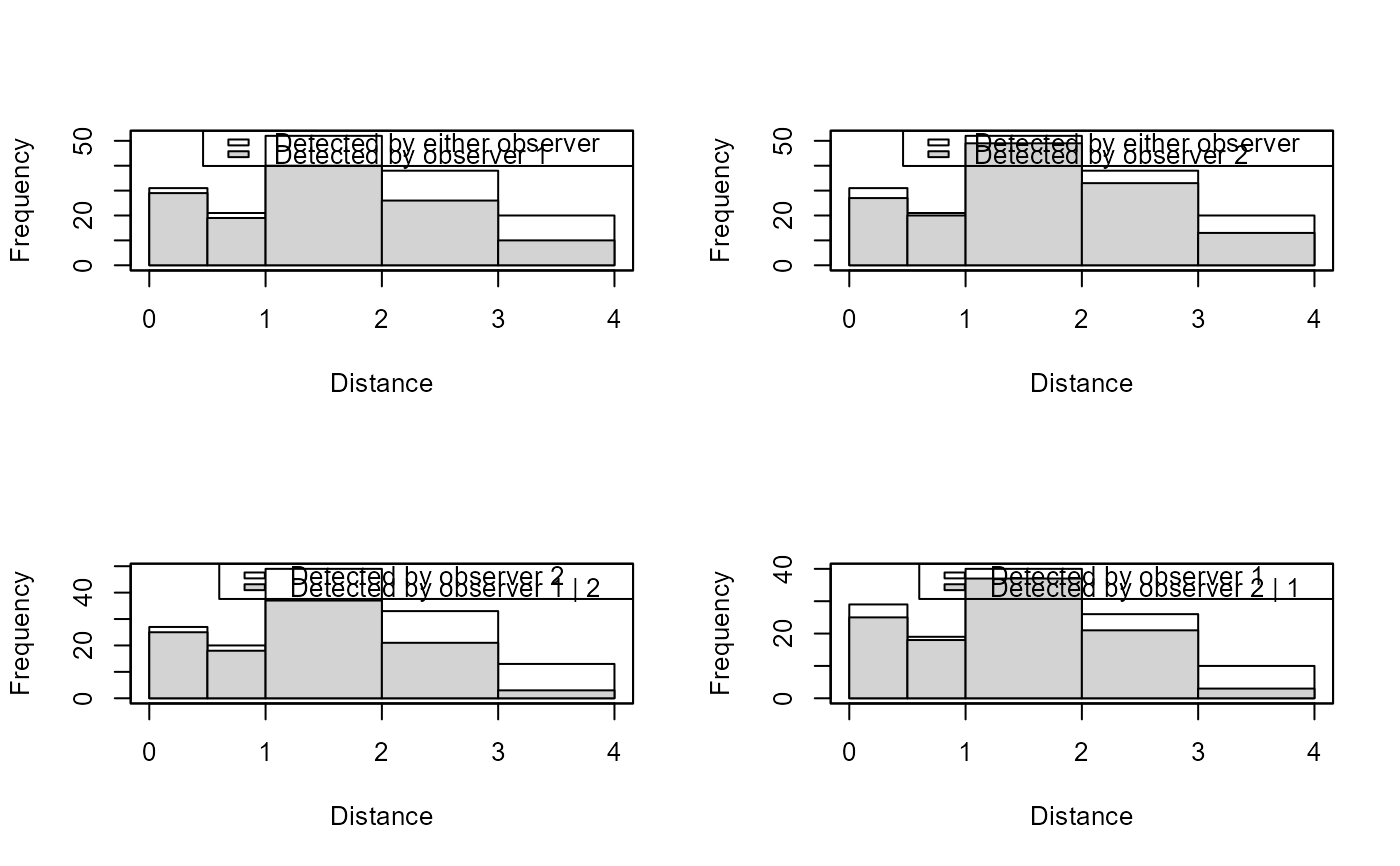 Frequency
50
20
0
Detected by either observer
Detected by observer 1
0 1 2 3 4
Distance
Frequency
50
20
0
Detected by either observer
Detected by observer 2
0 1 2 3 4
Distance
Frequency
40
20
0
Detected by observer 2
Detected by observer 1 | 2
0 1 2 3 4
Distance
Frequency
40
20
0
Detected by observer 1
Detected by observer 2 | 1
0 1 2 3 4
Distance